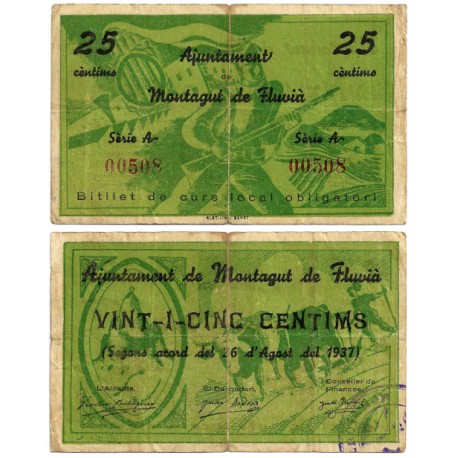 25
cèntims
25
cèntims
Ajuntament
de
Montagut de Fluvià
Sèrie A-
Sèrie A-
00508
00508
Bitllet de curs local obligatori
Ajuntament de Montagut de Fluvià
VINT-I-CINC CENTIMS
(Segons acord del 26 d'Agost del 1937)
L'Alcalde,
El Dipositari,
I Conseller de
Finances,